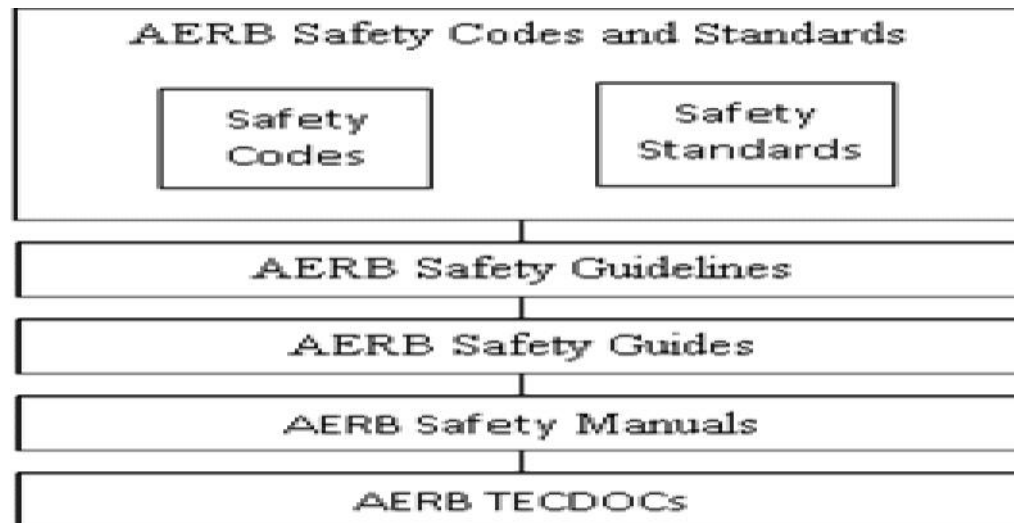 AERB Safety Codes and Standards
Safety
Codes
Safety
Standards
AERB Safety Guidelines
AERB Safety Guides
AERB Safety Manuals
AERB TECDOCs